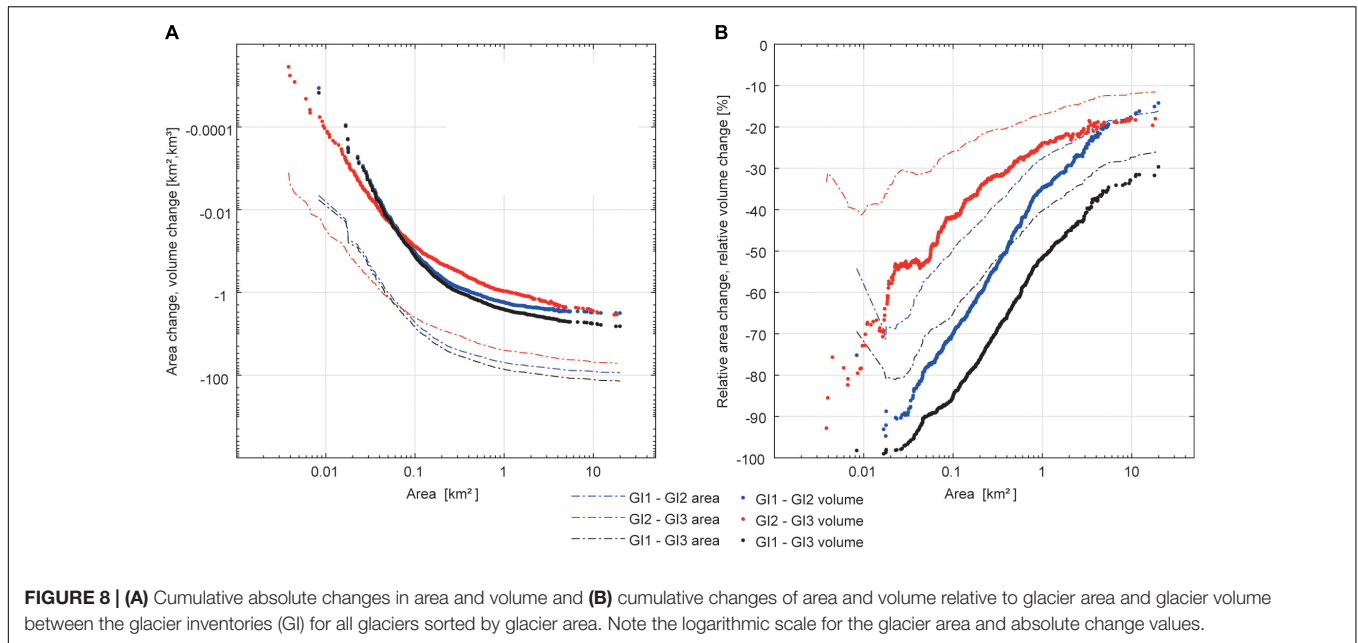 A
B
Area change, volume change [km²,km³]
-0.0001
-0.01
-1
-100
0.01
0.1
1
10
Area [km²]
Relative area change, relative volume change [%]
0
-10
-20
-30
-40
-50
-60
-70
-80
-90
-100
0.01
0.1
1
10
Area [km²]
GI1 - GI2 area
GI2 - GI3 area
GI1 - GI3 area
GI1 - GI2 volume
GI2 - GI3 volume
GI1 - GI3 volume
FIGURE 8 | (A) Cumulative absolute changes in area and volume and (B) cumulative changes of area and volume relative to glacier area and glacier volume
between the glacier inventories (GI) for all glaciers sorted by glacier area. Note the logarithmic scale for the glacier area and absolute change values.